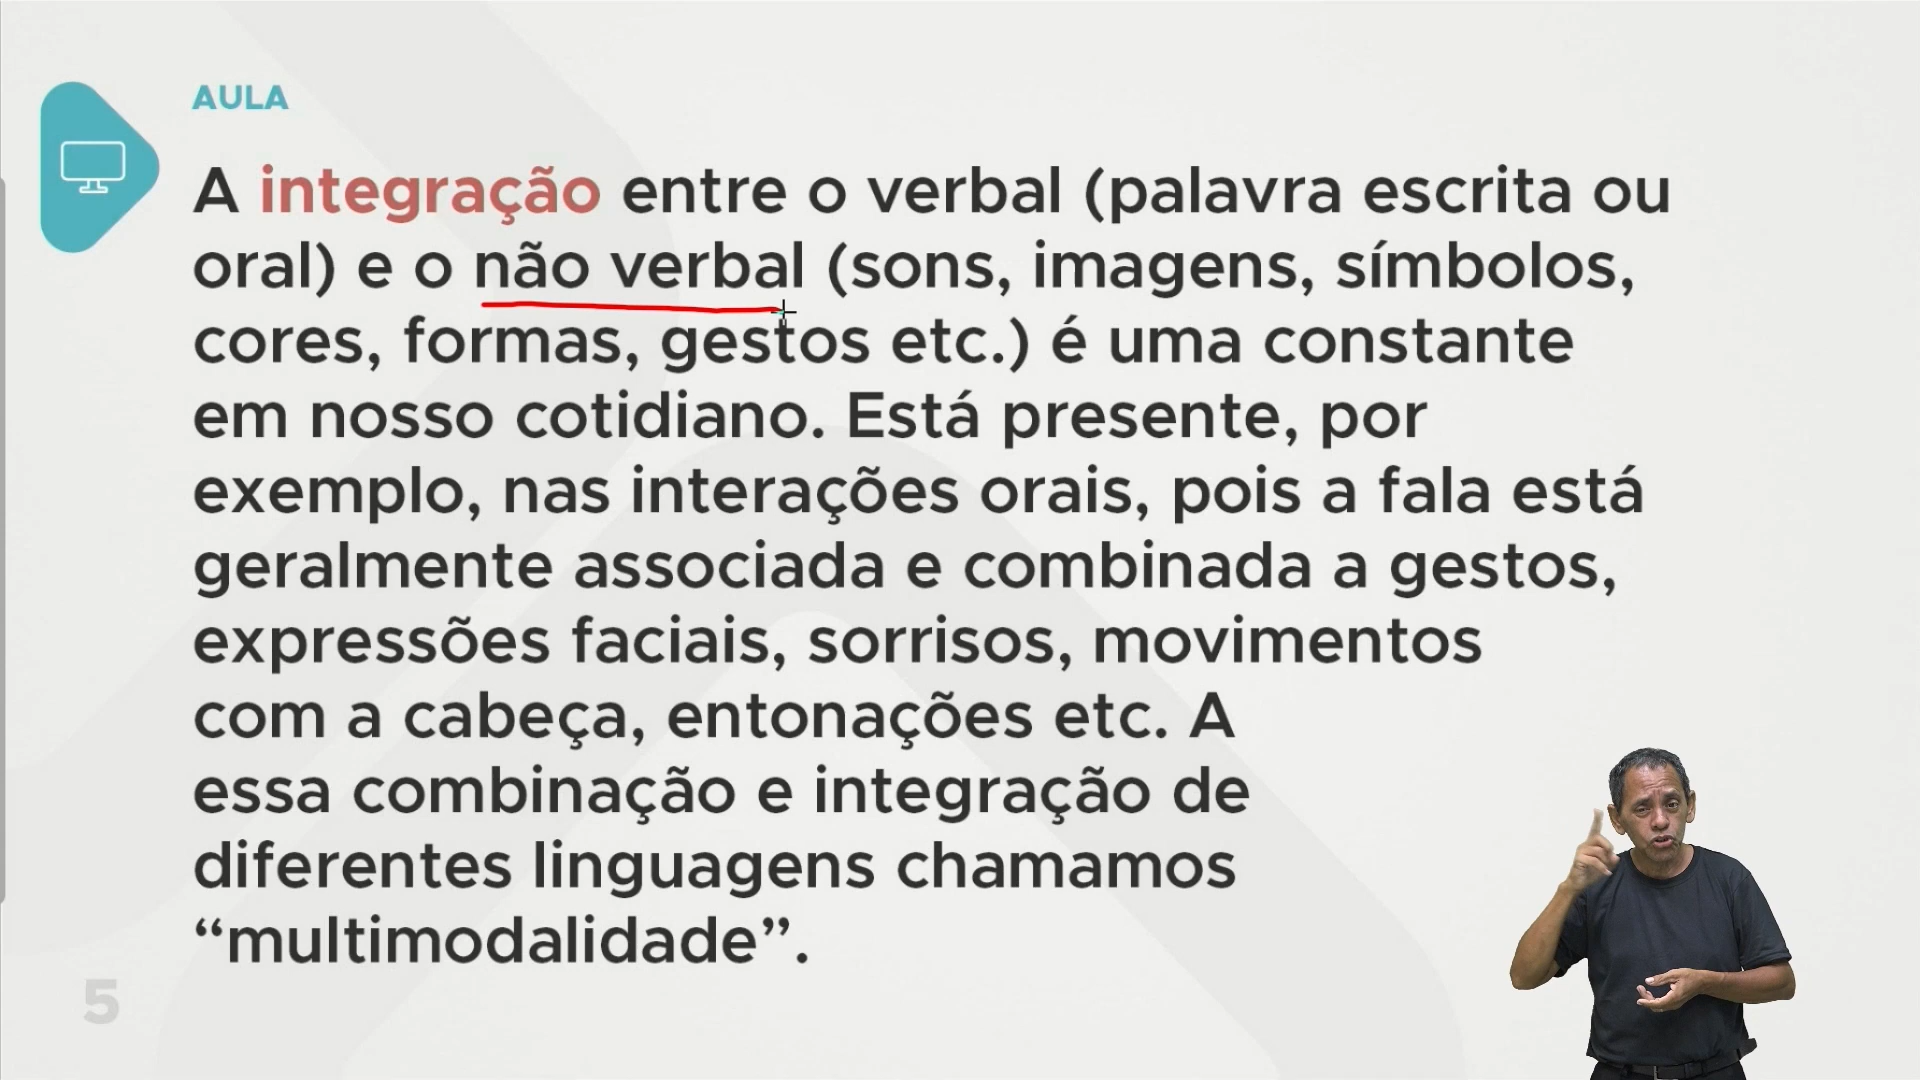 AULA
A integração entre o verbal (palavra escrita ou
oral) e o não verbal (sons, imagens, símbolos,
cores, formas, gestos etc.) é uma constante
em nosso cotidiano. Está presente, por
exemplo, nas interações orais, pois a fala está
geralmente associada e combinada a gestos,
expressões faciais, sorrisos, movimentos
com a cabeça, entonações etc. A
essa combinação e integração de
diferentes linguagens chamamos
“multimodalidade”.
5